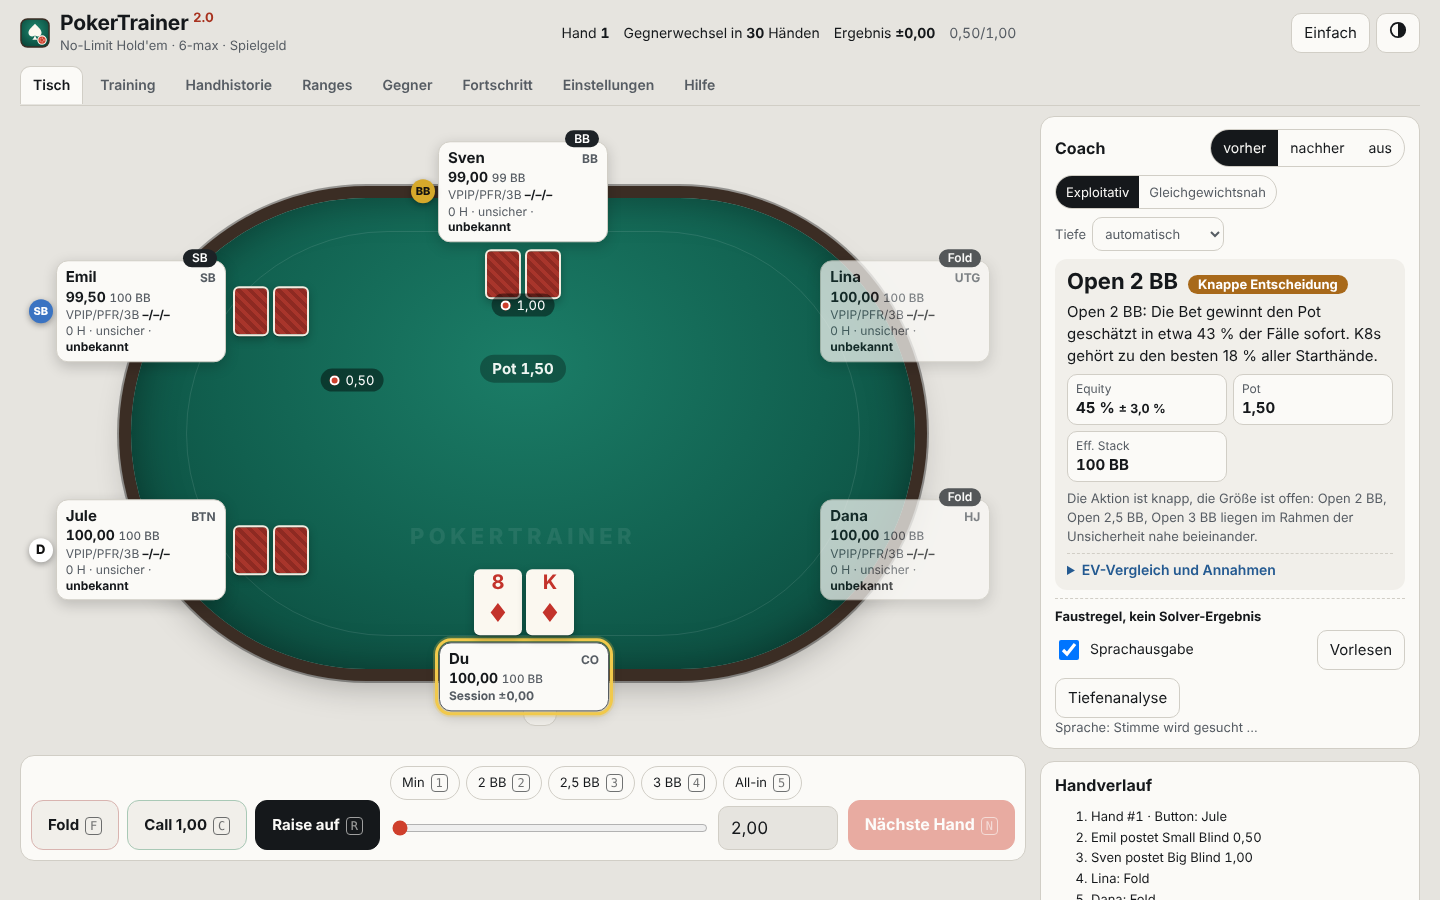 PokerTrainer 2.0
No-Limit Hold'em · 6-max · Spielgeld
Hand 1 Gegnerwechsel in 30 Händen Ergebnis ±0,00 0,50/1,00
Einfach
Tisch Training Handhistorie Ranges Gegner Fortschritt Einstellungen Hilfe
BB
Sven BB
99,00 99 BB
VPIP/PFR/3B –/–/–
0 H · unsicher ·
unbekannt
BB
1,00
SB
Emil SB
99,50 100 BB
VPIP/PFR/3B –/–/–
0 H · unsicher ·
unbekannt
SB
0,50
Pot 1,50
Fold
Lina UTG
100,00 100 BB
VPIP/PFR/3B –/–/–
0 H · unsicher ·
unbekannt
Jule BTN
100,00 100 BB
VPIP/PFR/3B –/–/–
0 H · unsicher ·
unbekannt
D
POKERTRAINER
Fold
Dana HJ
100,00 100 BB
VPIP/PFR/3B –/–/–
0 H · unsicher ·
unbekannt
8 K
Du CO
100,00 100 BB
Session ±0,00
Min 1 2 BB 2 2,5 BB 3 3 BB 4 All-in 5
Fold F Call 1,00 C Raise auf R 2,00 Nächste Hand N
Coach vorher nachher aus
Exploitativ Gleichgewichtsnah
Tiefe automatisch
Open 2 BB Knappe Entscheidung
Open 2 BB: Die Bet gewinnt den Pot
geschätzt in etwa 43 % der Fälle sofort. K8s
gehört zu den besten 18 % aller Starthände.
Equity
45 % ± 3,0 %
Pot
1,50
Eff. Stack
100 BB
Die Aktion ist knapp, die Größe ist offen: Open 2 BB,
Open 2,5 BB, Open 3 BB liegen im Rahmen der
Unsicherheit nahe beieinander.
EV-Vergleich und Annahmen
Faustregel, kein Solver-Ergebnis
Sprachausgabe Vorlesen
Tiefenanalyse
Sprache: Stimme wird gesucht …
Handverlauf
1. Hand #1 · Button: Jule
2. Emil postet Small Blind 0,50
3. Sven postet Big Blind 1,00
4. Lina: Fold
5. Dana: Fold